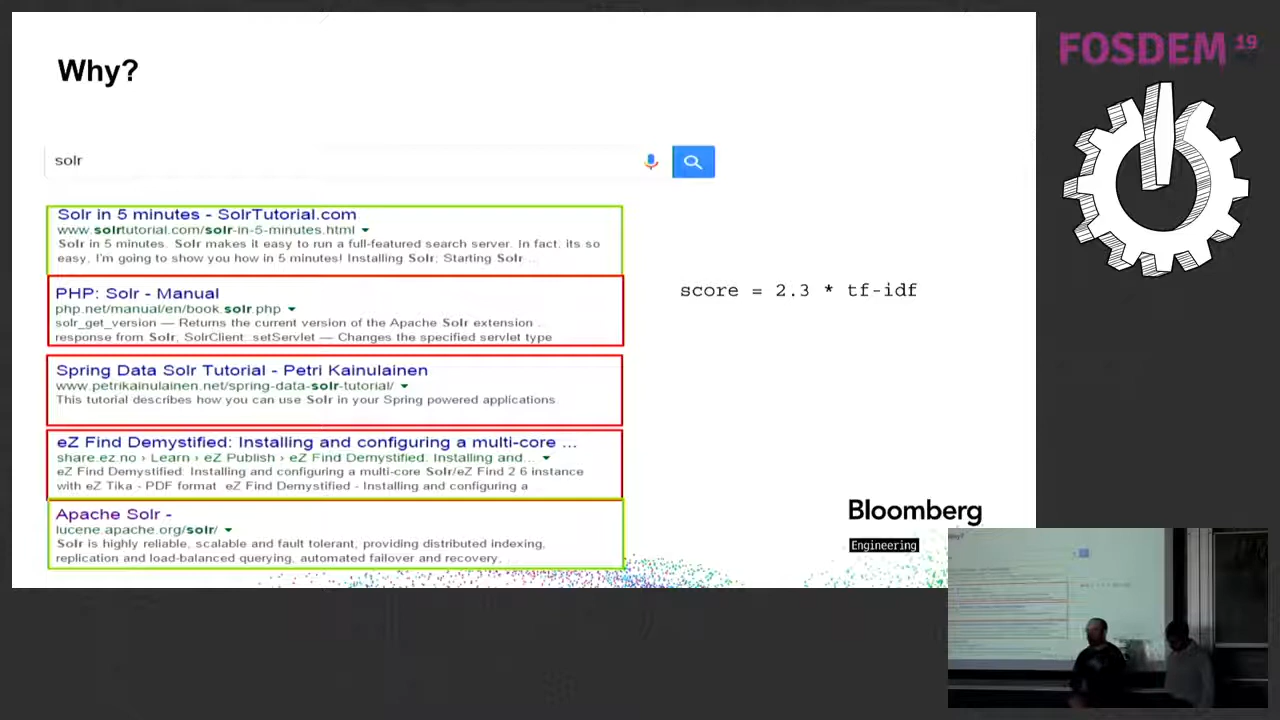 Why?
solr
Solr in 5 minutes - SolrTutorial.com
www.solrtutorial.com/solr-in-5-minutes.html
Solr in 5 minutes. Solr makes it easy to run a full-featured search server. In fact, its so
easy, I'm going to show you how in 5 minutes! Installing Solr; Starting Solr ...
PHP: Solr - Manual
php.net/manual/en/book.solr.php
solr_get_version — Returns the current version of the Apache Solr extension .
response from Solr; SolrClient::setServlet — Changes the specified servlet type
Spring Data Solr Tutorial - Petri Kainulainen
www.petrikainulainen.net/spring-data-solr-tutorial/
This tutorial describes how you can use Solr in your Spring powered applications
eZ Find Demystified: Installing and configuring a multi-core ...
share.ez.no › Learn › eZ Publish › eZ Find Demystified: Installing and...
eZ Find Demystified: Installing and configuring a multi-core Solr/eZ Find 2 6 instance
with eZ Tika - PDF format eZ Find Demystified - Installing and configuring a
Apache Solr -
lucene.apache.org/solr/
Solr is highly reliable, scalable and fault tolerant, providing distributed indexing,
replication and load-balanced querying, automated failover and recovery,
score = 2.3 * tf-idf
Bloomberg
Engineering
FOSDEM 19